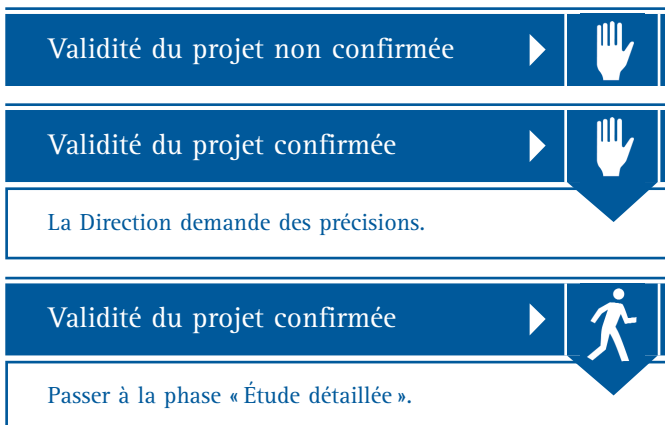 Validité du projet non confirmée
Validité du projet confirmée
La Direction demande des précisions.
Validité du projet confirmée
Passer à la phase « Étude détaillée ».